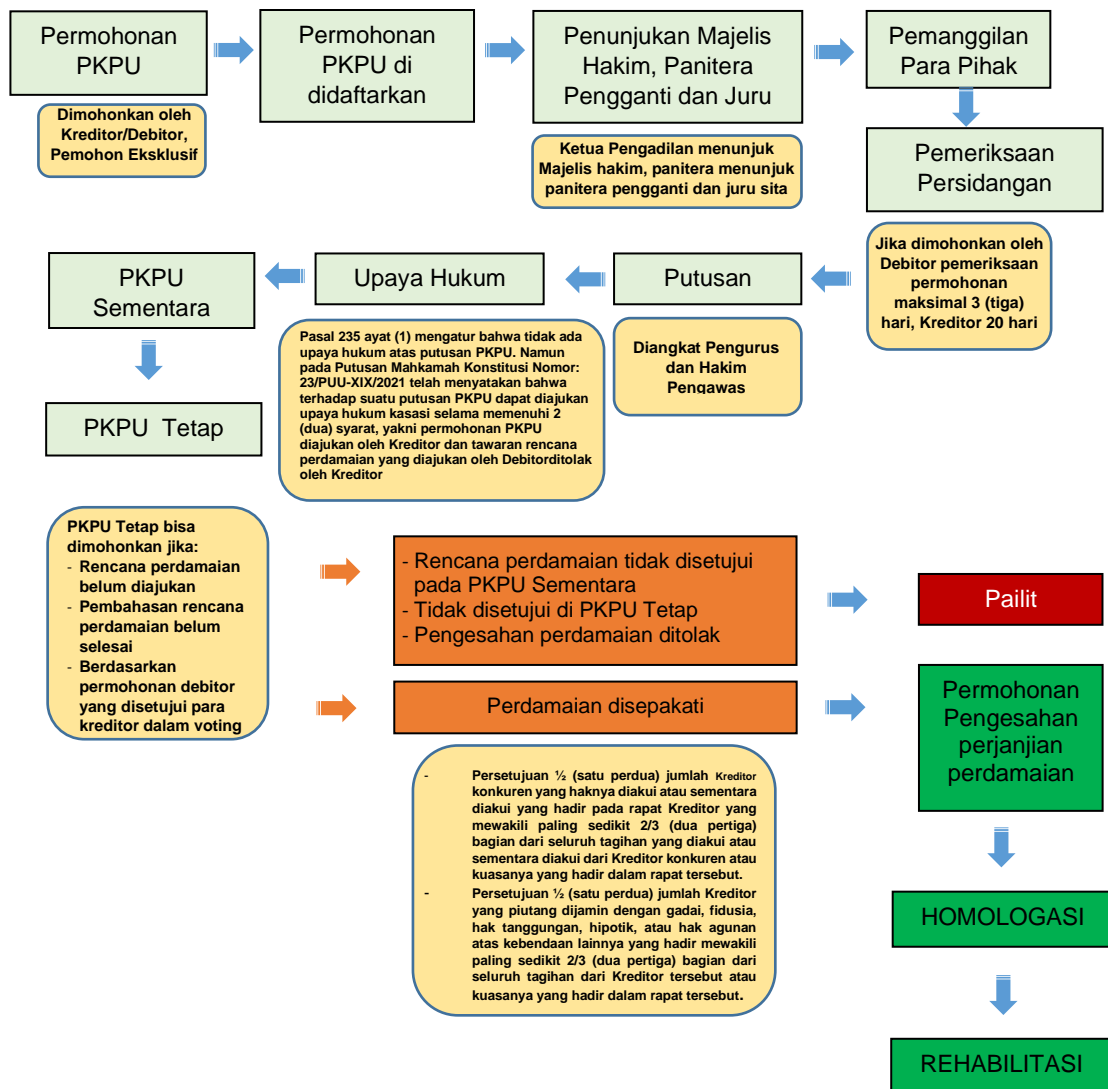 Permohonan
PKPU
Dimohonkan oleh
Kreditor/Debitor,
Pemohon Eksklusif
Permohonan
PKPU di
didaftarkan
Penunjukan Majelis
Hakim, Panitera
Pengganti dan Juru
Ketua Pengadilan menunjuk
Majelis hakim, panitera menunjuk
panitera pengganti dan juru sita
Pemanggilan
Para Pihak
Pemeriksaan
Persidangan
Jika dimohonkan oleh
Debitor pemeriksaan
permohonan
maksimal 3 (tiga)
hari, Kreditor 20 hari
Putusan
Diangkat Pengurus
dan Hakim
Pengawas
Upaya Hukum
Pasal 235 ayat (1) mengatur bahwa tidak ada
upaya hukum atas putusan PKPU. Namun
pada Putusan Mahkamah Konstitusi Nomor:
23/PUU-XIX/2021 telah menyatakan bahwa
terhadap suatu putusan PKPU dapat diajukan
upaya hukum kasasi selama memenuhi 2
(dua) syarat, yakni permohonan PKPU
diajukan oleh Kreditor dan tawaran rencana
perdamaian yang diajukan oleh Debitorditolak
oleh Kreditor
PKPU
Sementara
PKPU Tetap
PKPU Tetap bisa
dimohonkan jika:
- Rencana perdamaian
belum diajukan
- Pembahasan rencana
perdamaian belum
selesai
- Berdasarkan
permohonan debitor
yang disetujui para
kreditor dalam voting
- Rencana perdamaian tidak disetujui
pada PKPU Sementara
- Tidak disetujui di PKPU Tetap
- Pengesahan perdamaian ditolak
Pailit
Perdamaian disepakati
- Persetujuan ½ (satu perdua) jumlah Kreditor
konkuren yang haknya diakui atau sementara
diakui yang hadir pada rapat Kreditor yang
mewakili paling sedikit 2/3 (dua pertiga)
bagian dari seluruh tagihan yang diakui atau
sementara diakui dari Kreditor konkuren atau
kuasanya yang hadir dalam rapat tersebut.
- Persetujuan ½ (satu perdua) jumlah Kreditor
yang piutang dijamin dengan gadai, fidusia,
hak tanggungan, hipotik, atau hak agunan
atas kebendaan lainnya yang hadir mewakili
paling sedikit 2/3 (dua pertiga) bagian dari
seluruh tagihan dari Kreditor tersebut atau
kuasanya yang hadir dalam rapat tersebut.
Permohonan
Pengesahan
perjanjian
perdamaian
HOMOLOGASI
REHABILITASI